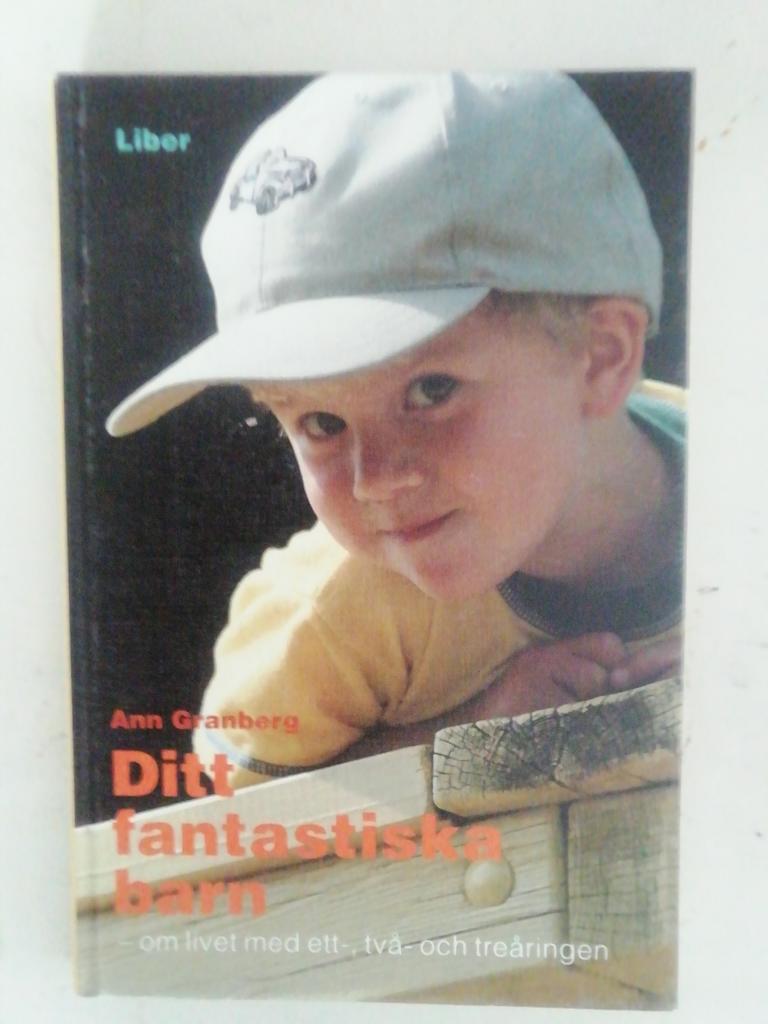 Liber
Ann Granberg
Ditt
fantastiska
barn
– om livet med ett-, två- och treåringen